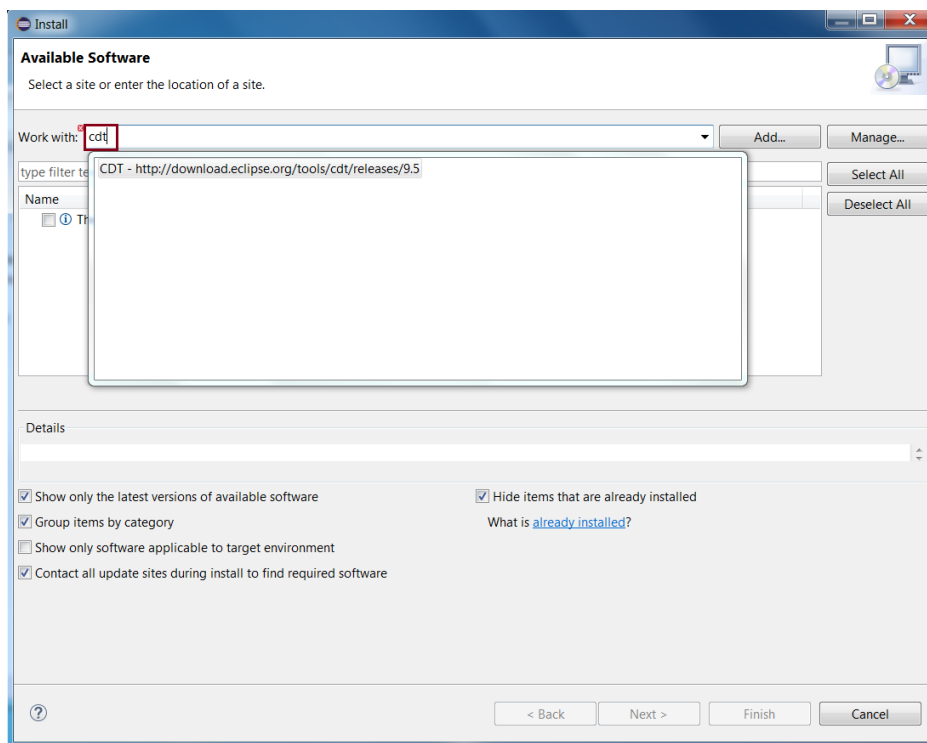 Install
Available Software
Select a site or enter the location of a site.
Work with: cdt Add... Manage...
CDT - http://download.eclipse.org/tools/cdt/releases/9.5
type filter te Select All
Name Deselect All
Details
Show only the latest versions of available software Hide items that are already installed
Group items by category What is already installed?
Show only software applicable to target environment
Contact all update sites during install to find required software
? < Back Next > Finish Cancel